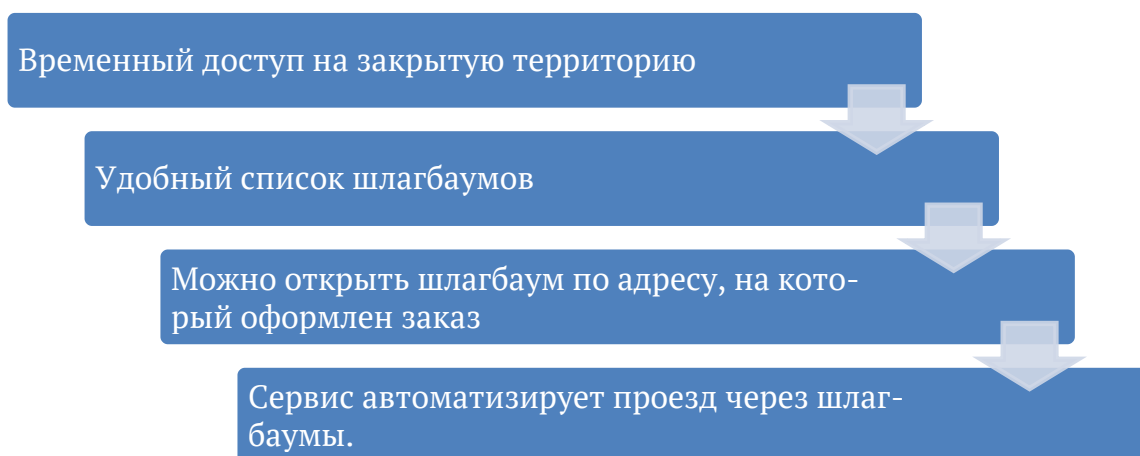 Временный доступ на закрытую территорию
Удобный список шлагбаумов
Можно открыть шлагбаум по адресу, на кото-
рый оформлен заказ
Сервис автоматизирует проезд через шлаг-
баумы.